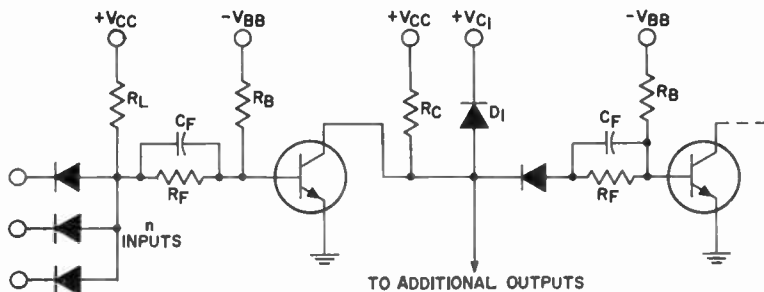 +VCC
-VBB
+VCC
+VC1
-VBB
RL
RB
RC
D1
RB
CF
CF
RF
RF
n
INPUTS
TO ADDITIONAL OUTPUTS